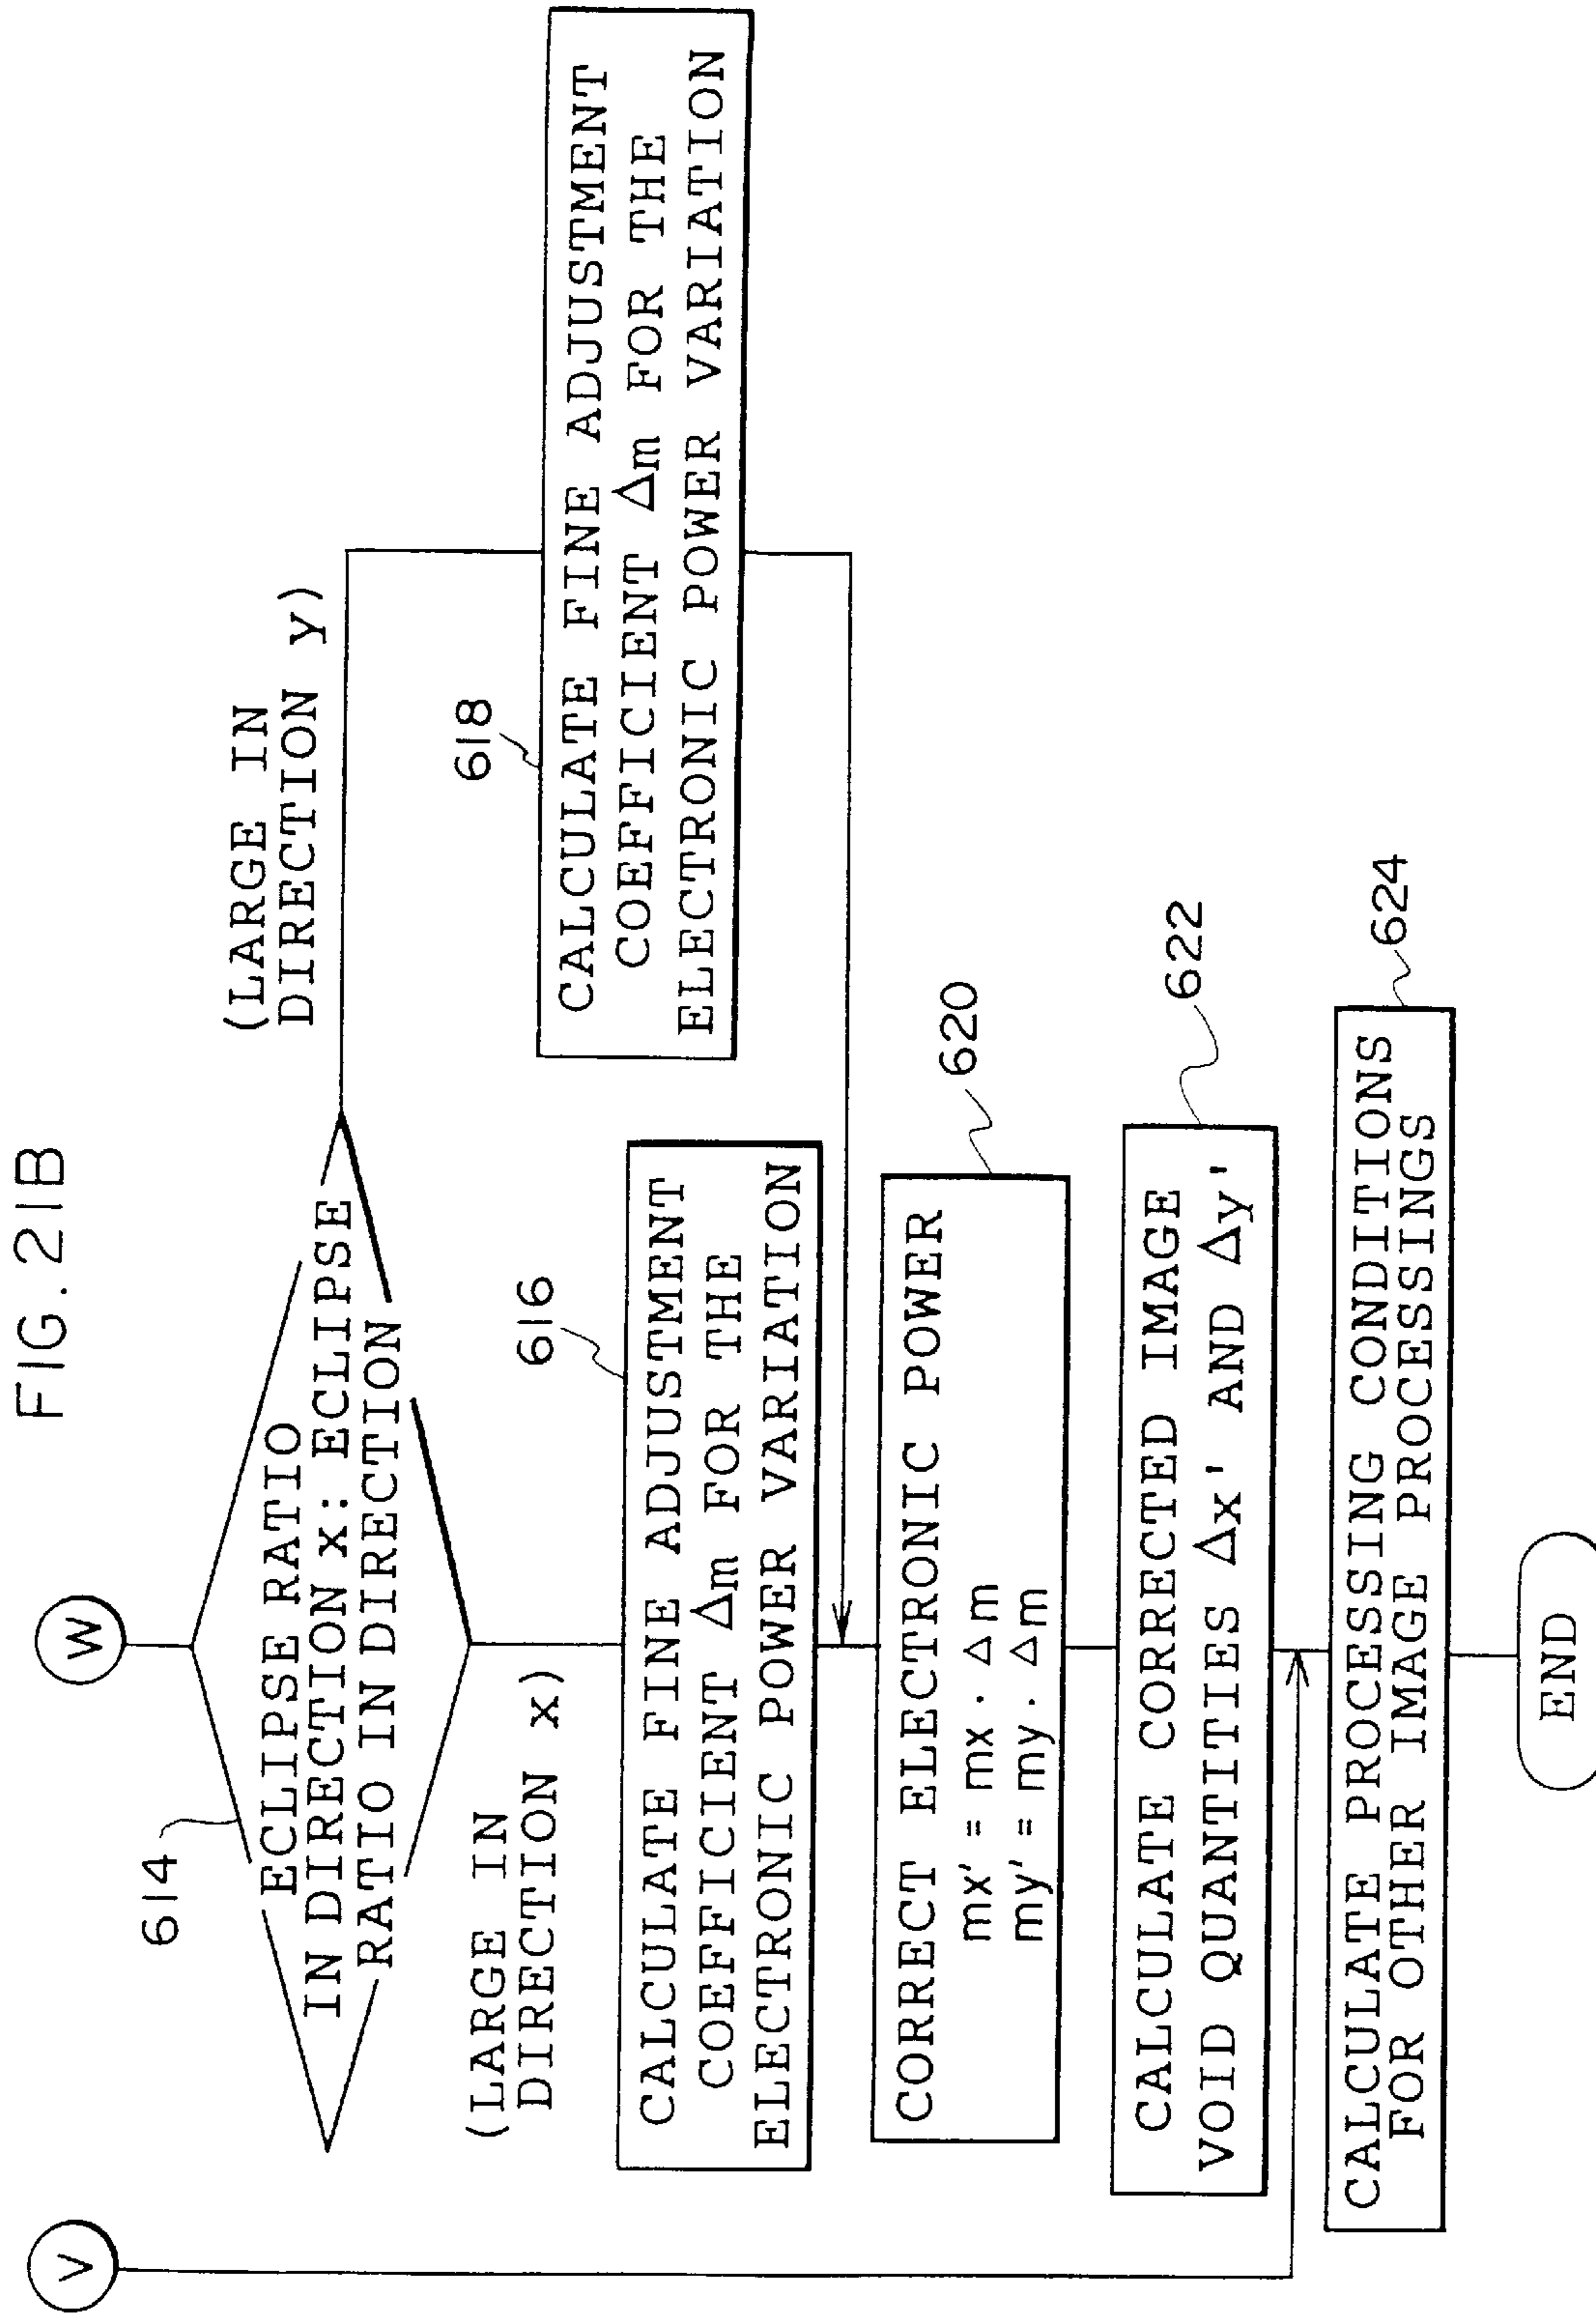 FIG. 21B
V
W
614
ECLIPSE RATIO
IN DIRECTION x: ECLIPSE
RATIO IN DIRECTION
(LARGE IN
DIRECTION y)
(LARGE IN
DIRECTION x)
616
CALCULATE FINE ADJUSTMENT
COEFFICIENT Δm FOR THE
ELECTRONIC POWER VARIATION
618
CALCULATE FINE ADJUSTMENT
COEFFICIENT Δm FOR THE
ELECTRONIC POWER VARIATION
620
CORRECT ELECTRONIC POWER
mx' = mx · Δm
my' = my · Δm
622
CALCULATE CORRECTED IMAGE
VOID QUANTITIES Δx' AND Δy'
624
CALCULATE PROCESSING CONDITIONS
FOR OTHER IMAGE PROCESSINGS
END